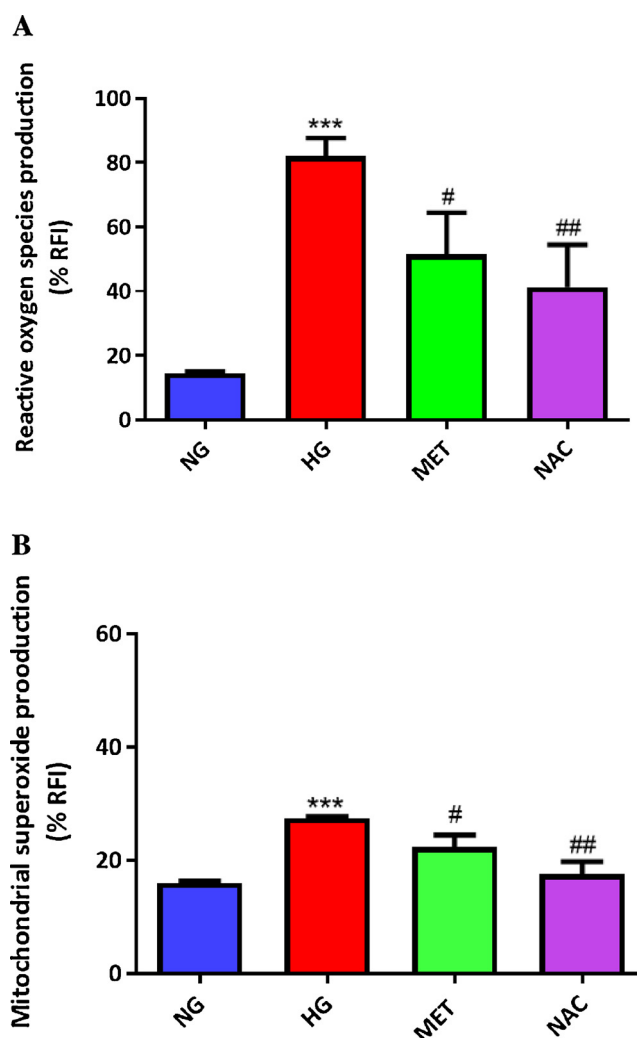 A
Reactive oxygen species production
(% RFI)
100
80
60
40
20
0
***
#
##
NG
HG
MET
NAC
B
Mitochondrial superoxide prooduction
(% RFI)
60
40
20
0
***
#
##
NG
HG
MET
NAC